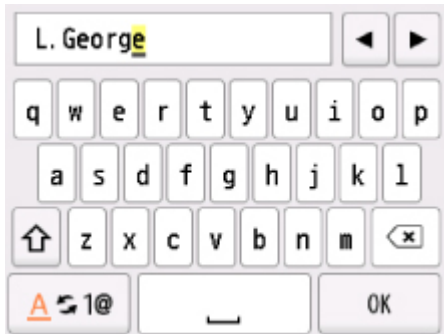 L. George
q w e r t y u i o p
a s d f g h j k l
z x c v b n m
A 1@ OK